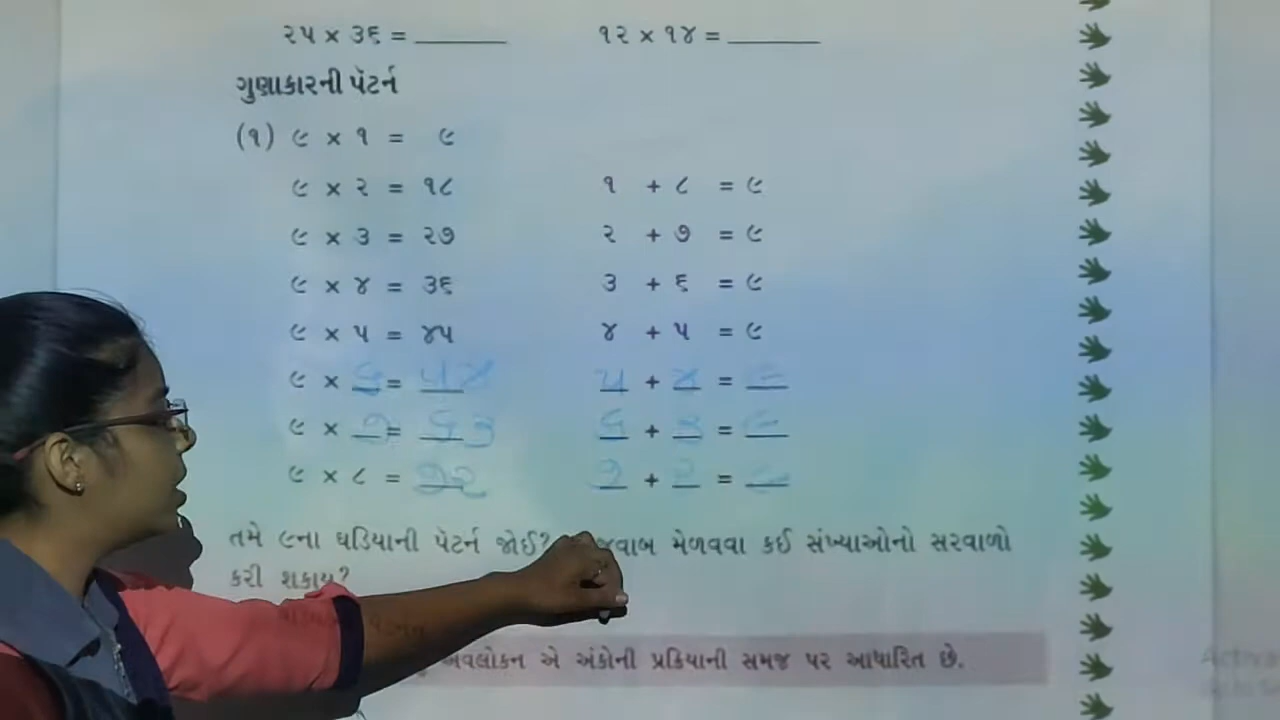 ૨૫ × ૩૬ = ______ ૧૨ × ૧૪ = ______
ગુણાકારની પૅટર્ન
(૧) ૯ × ૧ = ૯
૯ × ૨ = ૧૮ ૧ + ૮ = ૯
૯ × ૩ = ૨૭ ૨ + ૭ = ૯
૯ × ૪ = ૩૬ ૩ + ૬ = ૯
૯ × ૫ = ૪૫ ૪ + ૫ = ૯
૯ × ૬ = ૫૪ ૫ + ૪ = ૯
૯ × ૭ = ૬૩ ૬ + ૩ = ૯
૯ × ૮ = ૭૨ ૭ + ૨ = ૯
તમે ૯ના ઘડિયાની પૅટર્ન જોઈ? જવાબ મેળવવા કઈ સંખ્યાઓનો સરવાળો
કરી શકાય?
અવલોકન એ અંકોની પ્રક્રિયાની સમજ પર આધારિત છે.